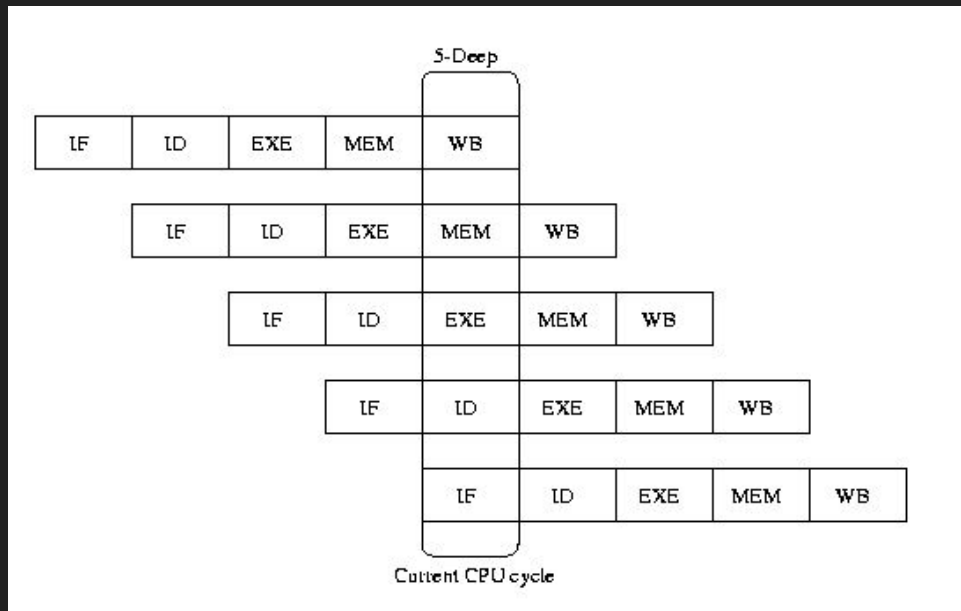 5-Deep
IF ID EXE MEM WB
IF ID EXE MEM WB
IF ID EXE MEM WB
IF ID EXE MEM WB
IF ID EXE MEM WB
Current CPU cycle